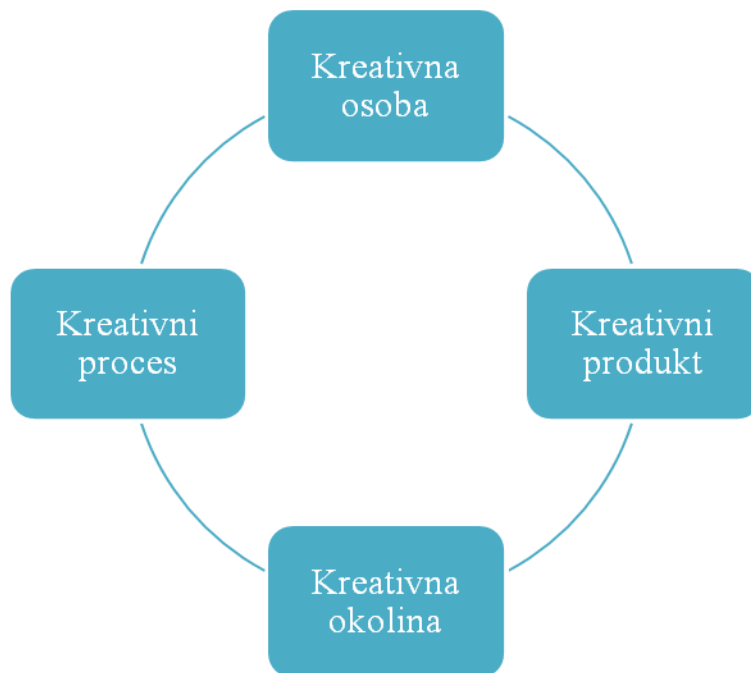 Kreativna
osoba
Kreativni
proces
Kreativni
produkt
Kreativna
okolina